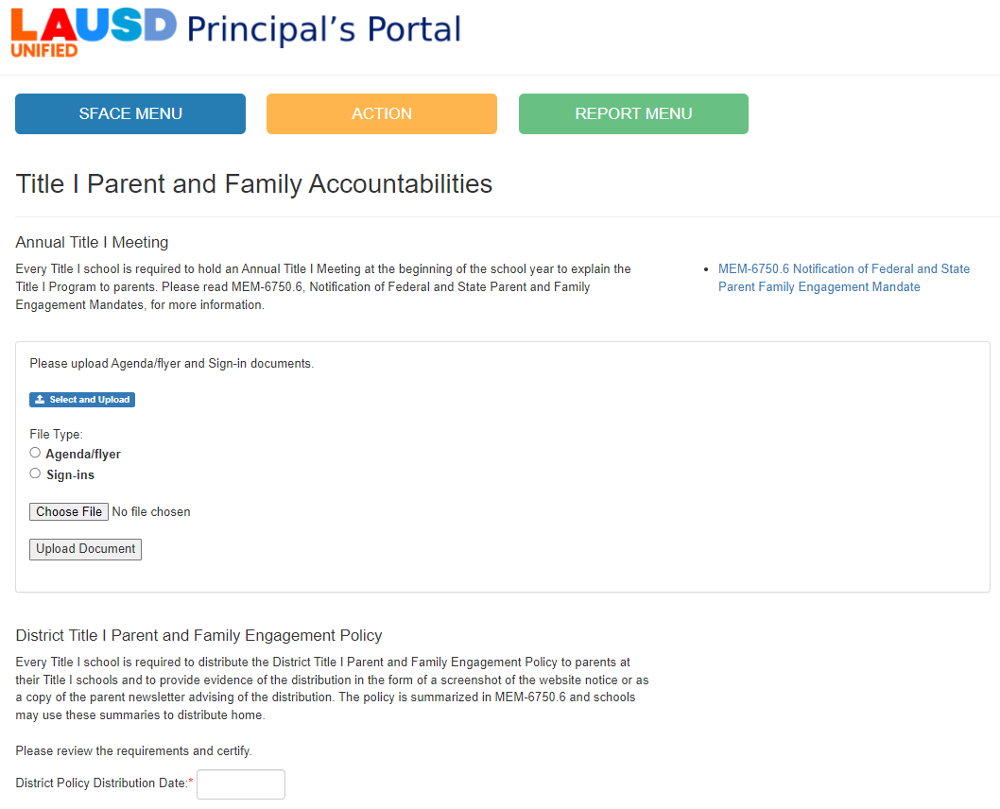 LAUSD
UNIFIED
Principal's Portal
SFACE MENU
ACTION
REPORT MENU
Title I Parent and Family Accountabilities
Annual Title I Meeting
Every Title I school is required to hold an Annual Title I Meeting at the beginning of the school year to explain the
Title I Program to parents. Please read MEM-6750.6, Notification of Federal and State Parent and Family
Engagement Mandates, for more information.
• MEM-6750.6 Notification of Federal and State
Parent Family Engagement Mandate
Please upload Agenda/flyer and Sign-in documents.
Select and Upload
File Type:
Agenda/flyer
Sign-ins
Choose File No file chosen
Upload Document
District Title I Parent and Family Engagement Policy
Every Title I school is required to distribute the District Title I Parent and Family Engagement Policy to parents at
their Title I schools and to provide evidence of the distribution in the form of a screenshot of the website notice or as
a copy of the parent newsletter advising of the distribution. The policy is summarized in MEM-6750.6 and schools
may use these summaries to distribute home.
Please review the requirements and certify.
District Policy Distribution Date:*